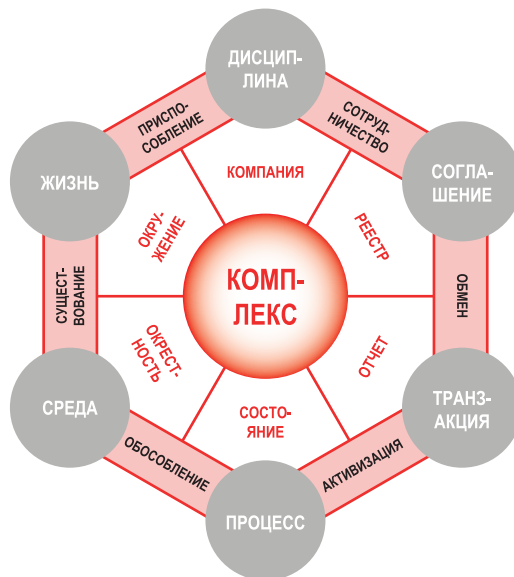 ДИСЦИП-
ЛИНА
ПРИСПО-
СОБЛЕНИЕ
СОТРУД-
НИЧЕСТВО
ЖИЗНЬ
КОМПАНИЯ
СОГЛА-
ШЕНИЕ
ОКРУ-
ЖЕНИЕ
РЕЕСТР
СУЩЕСТ-
ВОВАНИЕ
КОМП-
ЛЕКС
ОБМЕН
ОКРЕСТ-
НОСТЬ
ОТЧЕТ
СРЕДА
СОСТО-
ЯНИЕ
ТРАНЗ-
АКЦИЯ
ОБОСОБЛЕНИЕ
АКТИВИЗАЦИЯ
ПРОЦЕСС